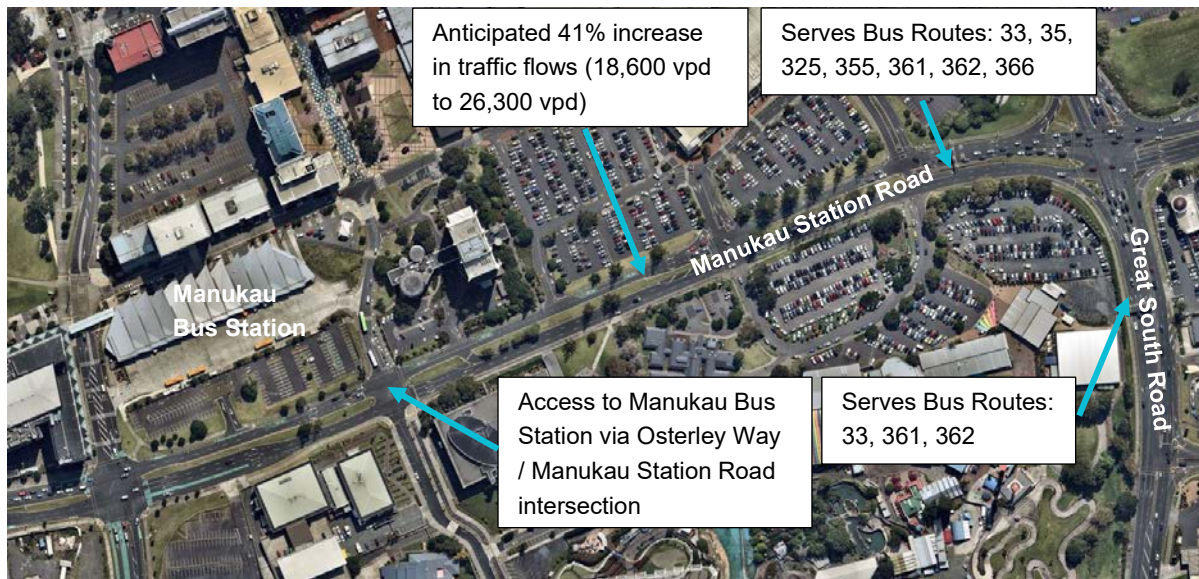 Anticipated 41% increase
in traffic flows (18,600 vpd
to 26,300 vpd)
Serves Bus Routes: 33, 35,
325, 355, 361, 362, 366
Manukau Station Road
Great South Road
Manukau
Bus Station
Access to Manukau Bus
Station via Osterley Way
/ Manukau Station Road
intersection
Serves Bus Routes:
33, 361, 362